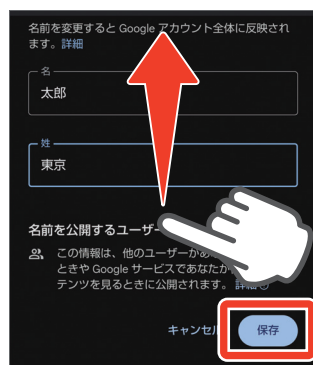 名前を変更すると Google アカウント全体に反映され
ます。詳細
名
太郎
姓
東京
名前を公開するユーザー
この情報は、他のユーザーがあ
ときや Google サービスであなたが
テンツを見るときに公開されます。詳細
キャンセル
保存